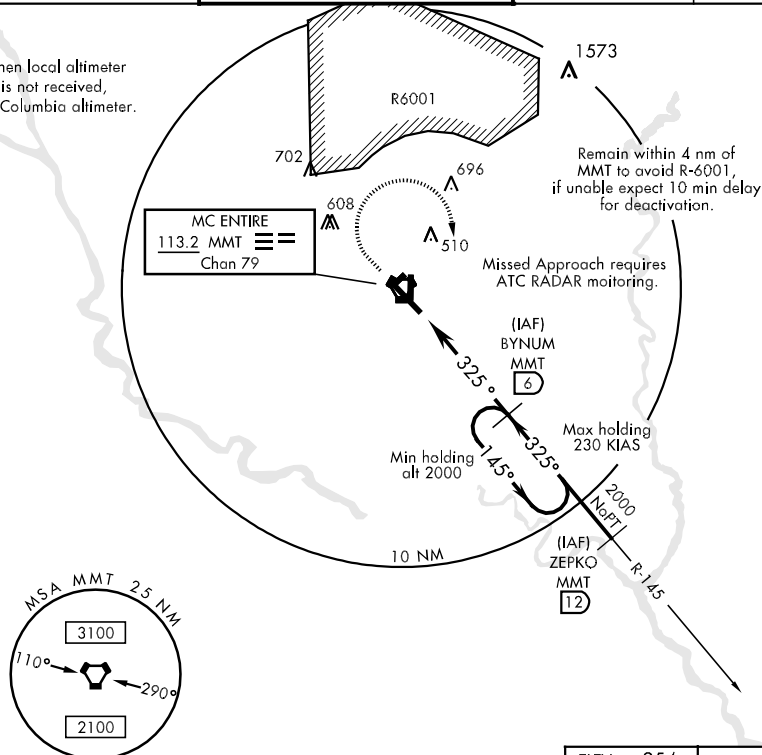 1573
hen local altimeter
is not received,
Columbia altimeter.
R6001
702
696
Remain within 4 nm of
MMT to avoid R-6001,
if unable expect 10 min delay
for deactivation.
608
MC ENTIRE
113.2 MMT
Chan 79
510
Missed Approach requires
ATC RADAR moitoring.
(IAF)
BYNUM
MMT
6
325°
Max holding
230 KIAS
325°
Min holding
alt 2000
145°
2000
NoPT
10 NM
(IAF)
ZEPKO
MMT
12
R-145
MSA MMT 25 NM
3100
110°
290°
2100